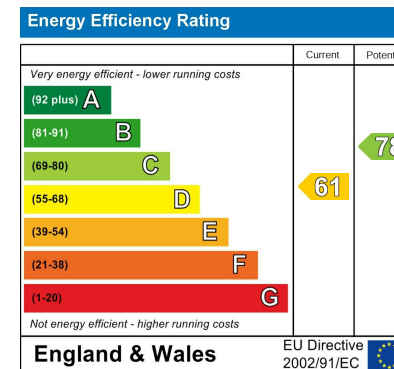 Energy Efficiency Rating
Current Potent
Very energy efficient - lower running costs
(92 plus) A
(81-91) B
(69-80) C
(55-68) D
(39-54) E
(21-38) F
(1-20) G
61
78
Not energy efficient - higher running costs
England & Wales
EU Directive
2002/91/EC